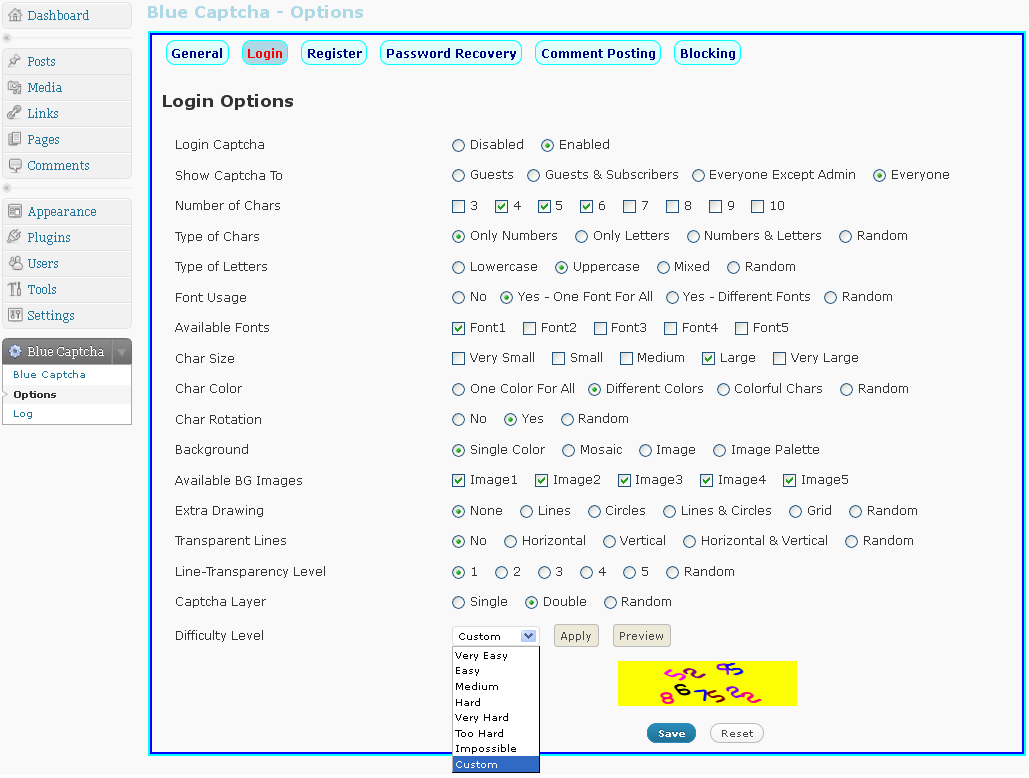 Dashboard
Posts
Media
Links
Pages
Comments
Appearance
Plugins
Users
Tools
Settings
Blue Captcha
Blue Captcha
Options
Log
Blue Captcha - Options
General Login Register Password Recovery Comment Posting Blocking
Login Options
Login Captcha Disabled Enabled
Show Captcha To Guests Guests & Subscribers Everyone Except Admin Everyone
Number of Chars 3 4 5 6 7 8 9 10
Type of Chars Only Numbers Only Letters Numbers & Letters Random
Type of Letters Lowercase Uppercase Mixed Random
Font Usage No Yes - One Font For All Yes - Different Fonts Random
Available Fonts Font1 Font2 Font3 Font4 Font5
Char Size Very Small Small Medium Large Very Large
Char Color One Color For All Different Colors Colorful Chars Random
Char Rotation No Yes Random
Background Single Color Mosaic Image Image Palette
Available BG Images Image1 Image2 Image3 Image4 Image5
Extra Drawing None Lines Circles Lines & Circles Grid Random
Transparent Lines No Horizontal Vertical Horizontal & Vertical Random
Line-Transparency Level 1 2 3 4 5 Random
Captcha Layer Single Double Random
Difficulty Level Custom Apply Preview
Very Easy
Easy
Medium
Hard
Very Hard
Too Hard
Impossible
Custom
52 95
867522
Save Reset